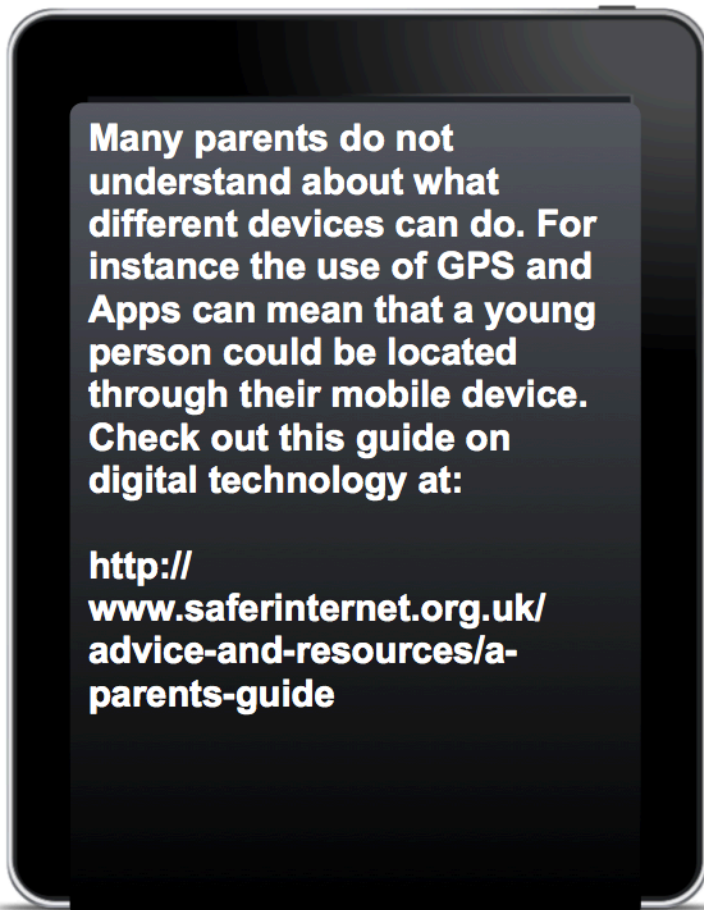 Many parents do not
understand about what
different devices can do. For
instance the use of GPS and
Apps can mean that a young
person could be located
through their mobile device.
Check out this guide on
digital technology at:
http://
www.saferinternet.org.uk/
advice-and-resources/a-
parents-guide